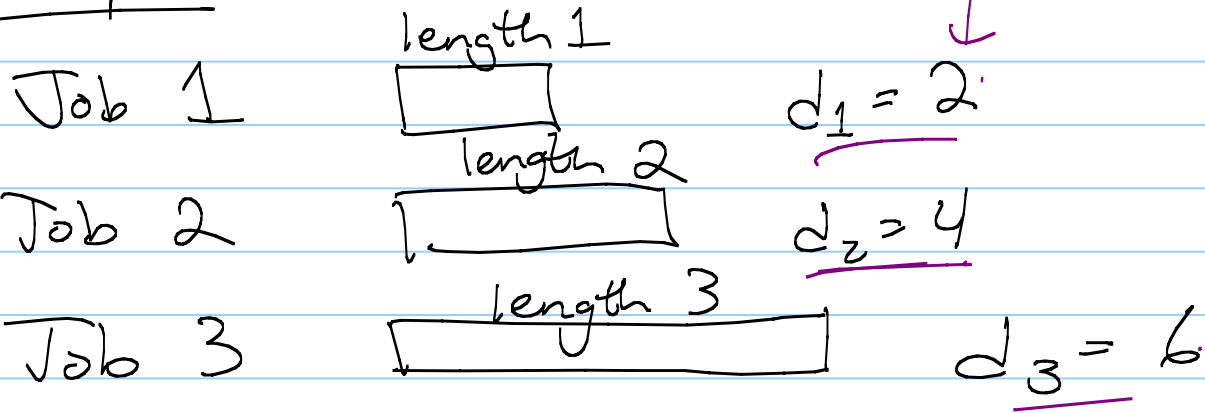 length 1
Job 1 d₁ = 2
length 2
Job 2 d₂ = 4
length 3
Job 3 d₃ = 6